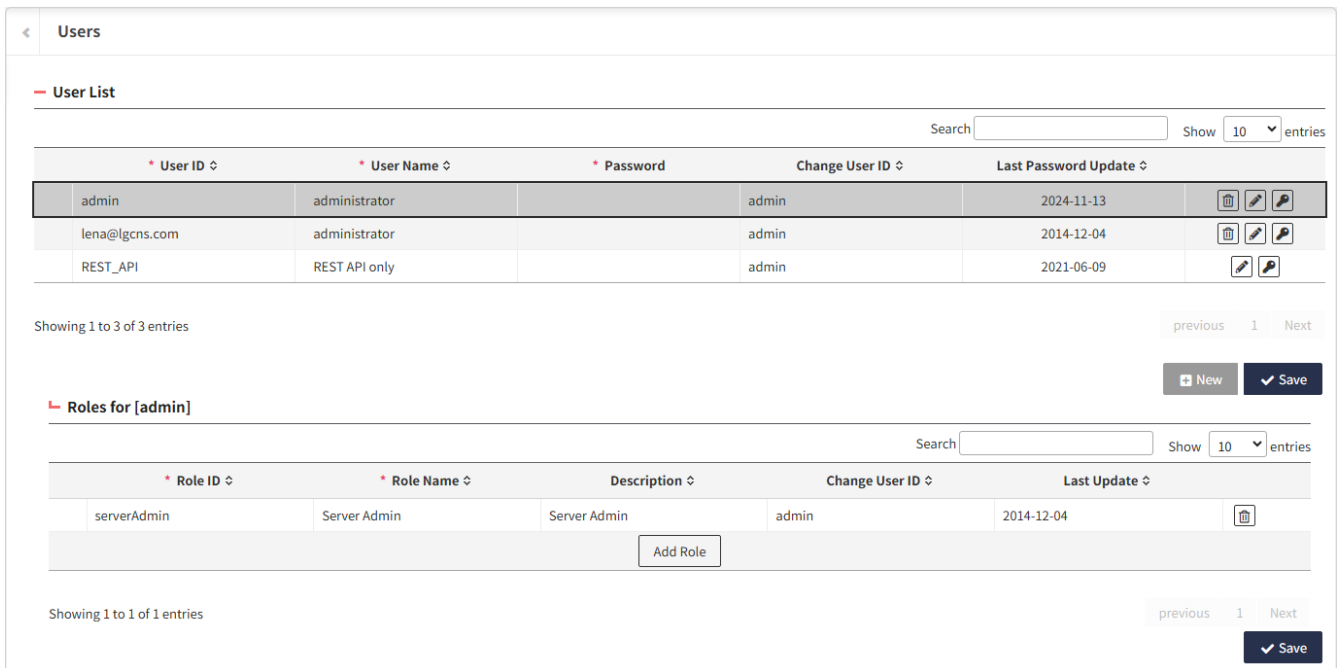 Users
User List
Search Show 10 entries
* User ID * User Name * Password Change User ID Last Password Update
admin administrator admin 2024-11-13
lena@lgcns.com administrator admin 2014-12-04
REST_API REST API only admin 2021-06-09
Showing 1 to 3 of 3 entries previous 1 Next
New Save
Roles for [admin]
Search Show 10 entries
* Role ID * Role Name Description Change User ID Last Update
serverAdmin Server Admin Server Admin admin 2014-12-04
Add Role
Showing 1 to 1 of 1 entries previous 1 Next
Save